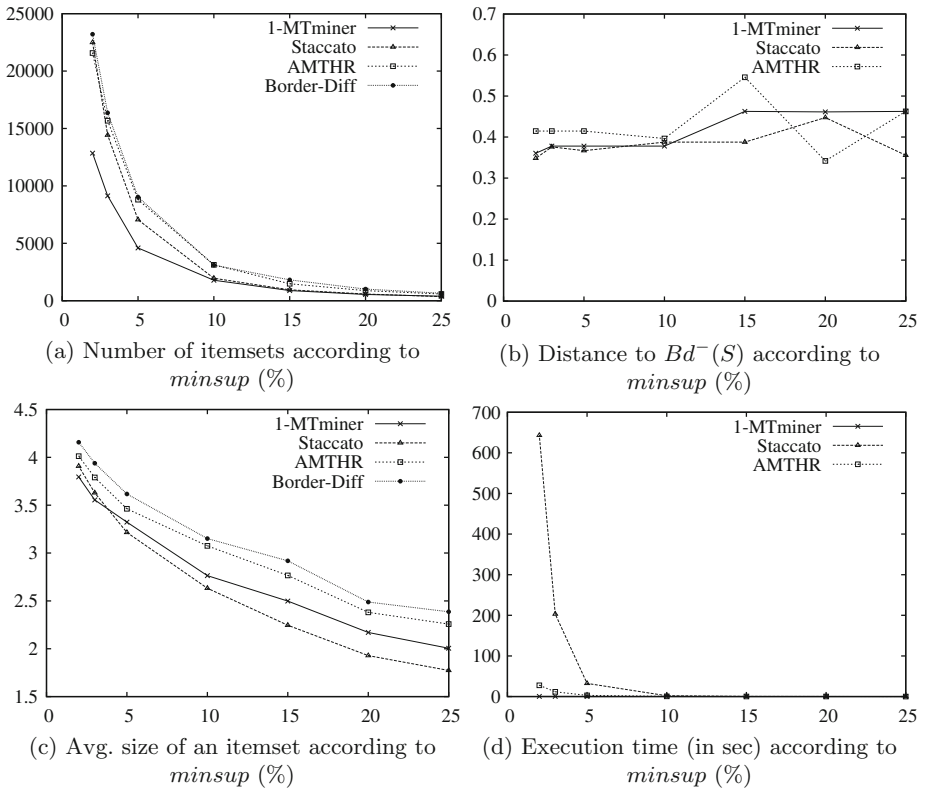 25000
20000
15000
10000
5000
0
0 5 10 15 20 25
1-MTminer
Staccato
AMTHR
Border-Diff
(a) Number of itemsets according to
minsup (%)
0.7
0.6
0.5
0.4
0.3
0.2
0.1
0
0 5 10 15 20 25
1-MTminer
Staccato
AMTHR
(b) Distance to Bd⁻(S) according to
minsup (%)
4.5
4
3.5
3
2.5
2
1.5
0 5 10 15 20 25
1-MTminer
Staccato
AMTHR
Border-Diff
(c) Avg. size of an itemset according to
minsup (%)
700
600
500
400
300
200
100
0
0 5 10 15 20 25
1-MTminer
Staccato
AMTHR
(d) Execution time (in sec) according to
minsup (%)